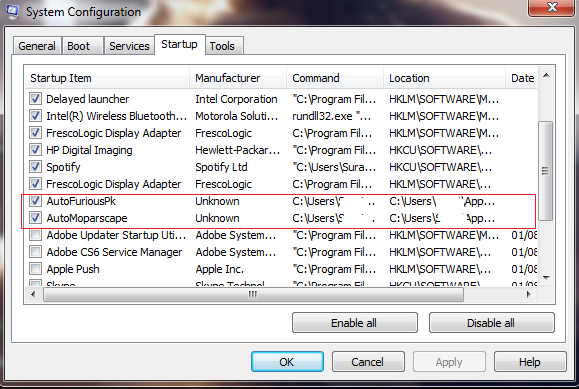 System Configuration
General Boot Services Startup Tools
Startup Item Manufacturer Command Location Date
Delayed launcher Intel Corporation "C:\Program Fil... HKLM\SOFTWARE\M...
Intel(R) Wireless Bluetooth... Motorola Soluti... rundll32.exe "... HKLM\SOFTWARE\M...
FrescoLogic Display Adapter FrescoLogic "C:\Program Fil... HKLM\SOFTWARE\...
HP Digital Imaging Hewlett-Packar... "C:\Program Fil... HKCU\SOFTWARE\...
Spotify Spotify Ltd "C:\Users\Sura... HKCU\SOFTWARE\...
FrescoLogic Display Adapter FrescoLogic "C:\Program Fil... HKCU\SOFTWARE\...
AutoFuriousPk Unknown C:\Users\S ... C:\Users\ \App...
AutoMoparscape Unknown C:\Users\S ... C:\Users\S \App...
Adobe Updater Startup Uti... Adobe System... "C:\Program Fil... HKLM\SOFTWARE\... 01/08
Adobe CS6 Service Manager Adobe System... "C:\Program Fil... HKLM\SOFTWARE\... 01/08
Apple Push Apple Inc. "C:\Program Fil... HKCU\SOFTWARE\... 01/08
Skype Skype Technol... "C:\Program Fil... HKCU\SOFTWARE\... 01/08
Enable all Disable all
OK Cancel Apply Help